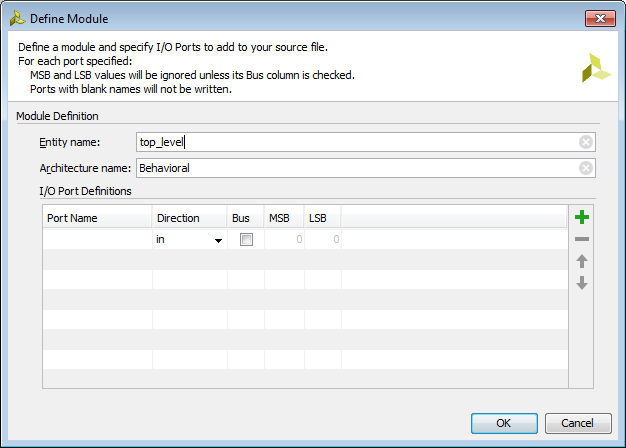 Define Module
Define a module and specify I/O Ports to add to your source file.
For each port specified:
MSB and LSB values will be ignored unless its Bus column is checked.
Ports with blank names will not be written.
Module Definition
Entity name: top_level
Architecture name: Behavioral
I/O Port Definitions
Port Name Direction Bus MSB LSB
in 0 0
OK Cancel